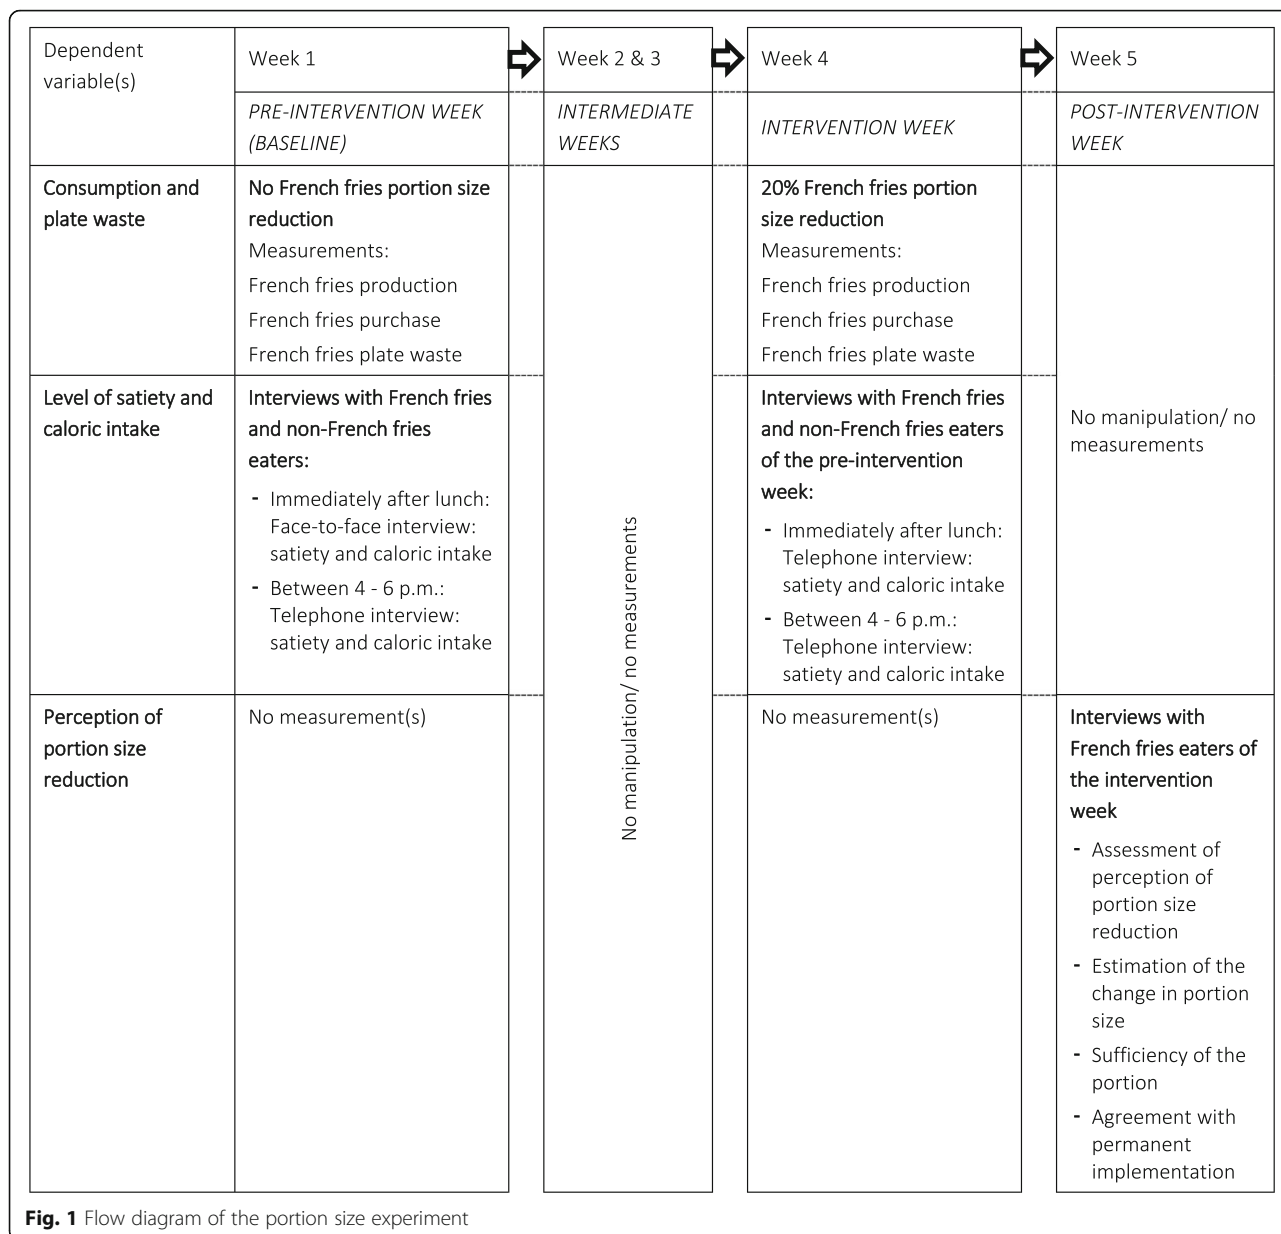 Dependent
variable(s)
Week 1
Week 2 & 3
Week 4
Week 5
PRE-INTERVENTION WEEK
(BASELINE)
INTERMEDIATE
WEEKS
INTERVENTION WEEK
POST-INTERVENTION
WEEK
Consumption and
plate waste
No French fries portion size
reduction
Measurements:
French fries production
French fries purchase
French fries plate waste
No manipulation/ no measurements
20% French fries portion
size reduction
Measurements:
French fries production
French fries purchase
French fries plate waste
No manipulation/ no
measurements
Level of satiety and
caloric intake
Interviews with French fries
and non-French fries
eaters:
- Immediately after lunch:
Face-to-face interview:
satiety and caloric intake
- Between 4 - 6 p.m.:
Telephone interview:
satiety and caloric intake
Interviews with French fries
and non-French fries eaters
of the pre-intervention
week:
- Immediately after lunch:
Telephone interview:
satiety and caloric intake
- Between 4 - 6 p.m.:
Telephone interview:
satiety and caloric intake
Perception of
portion size
reduction
No measurement(s)
No measurement(s)
Interviews with
French fries eaters of
the intervention
week
- Assessment of
perception of
portion size
reduction
- Estimation of the
change in portion
size
- Sufficiency of the
portion
- Agreement with
permanent
implementation
Fig. 1 Flow diagram of the portion size experiment